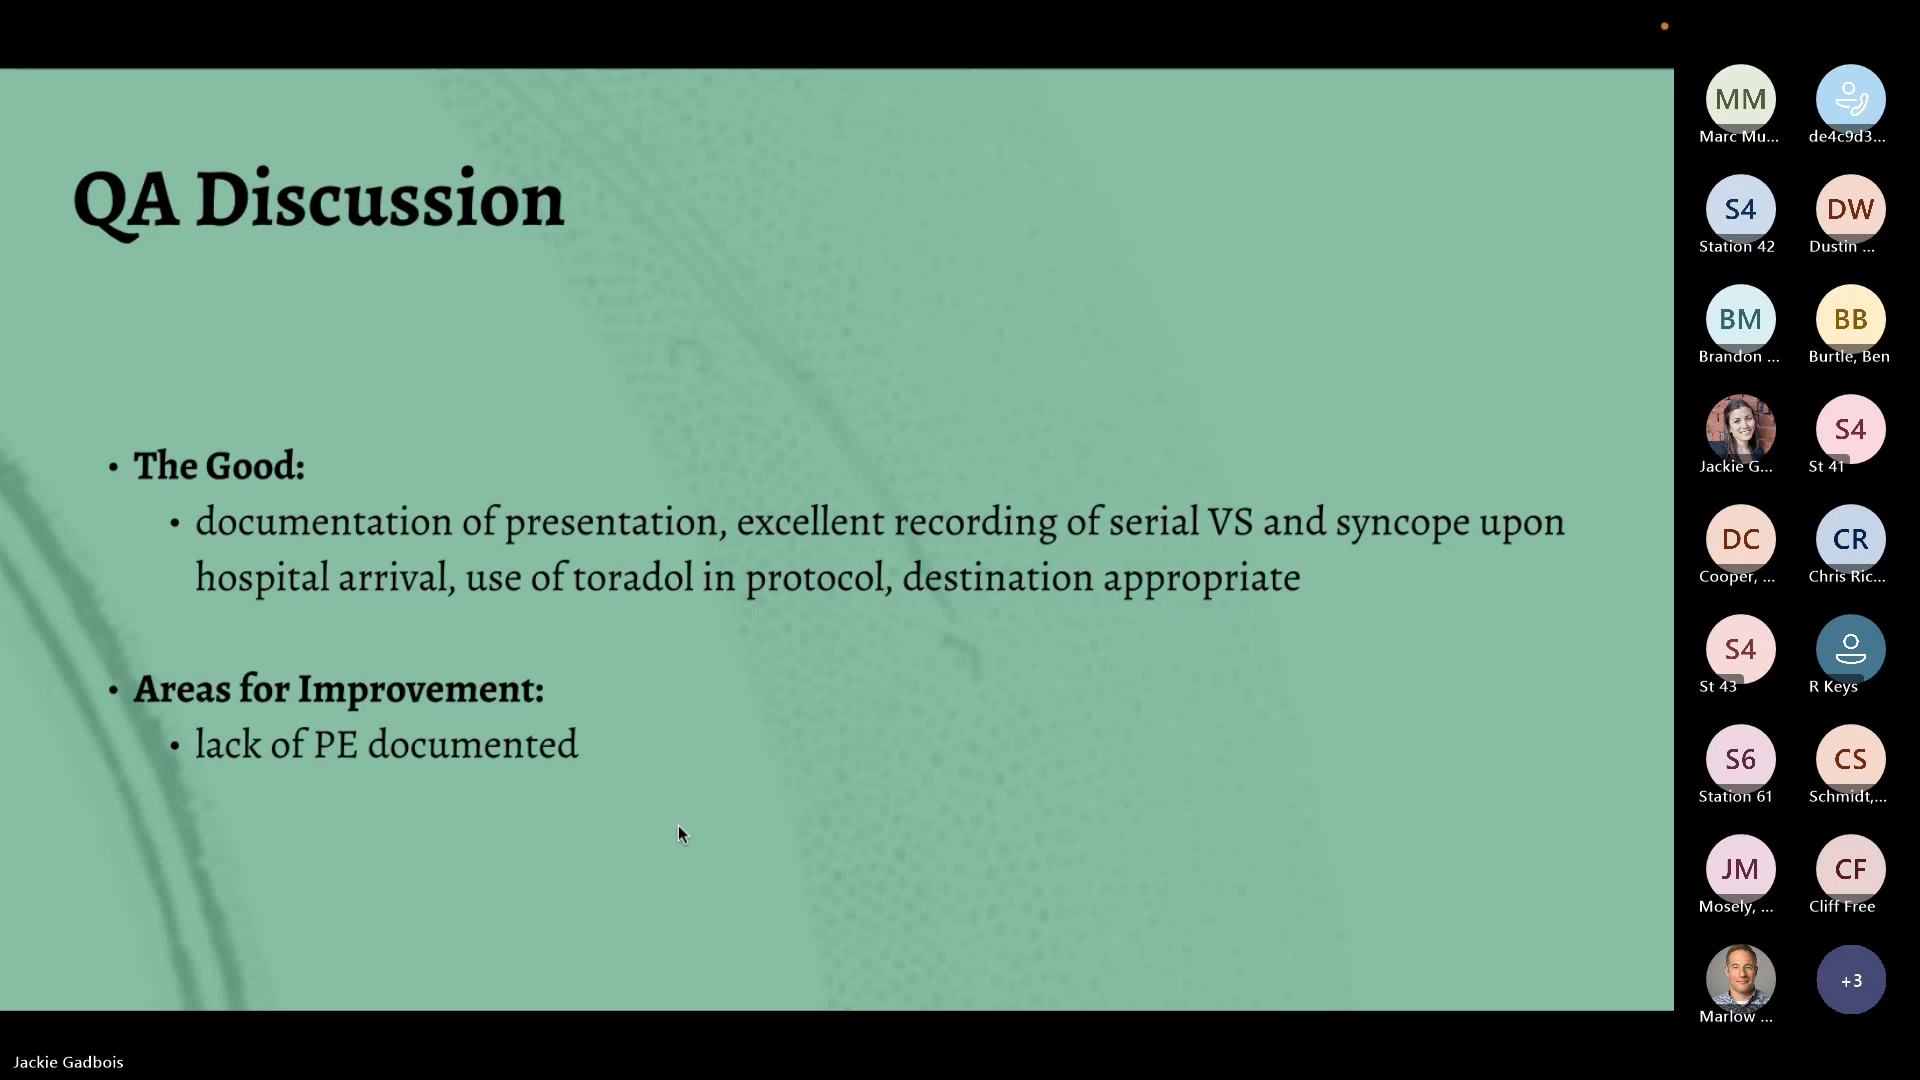 QA Discussion
• The Good:
• documentation of presentation, excellent recording of serial VS and syncope upon
hospital arrival, use of toradol in protocol, destination appropriate
• Areas for Improvement:
• lack of PE documented
MM
Marc Mu...
de4c9d3...
S4
Station 42
DW
Dustin ...
BM
Brandon ...
BB
Burtle, Ben
Jackie G...
S4
St 41
DC
Cooper, ...
CR
Chris Ric...
S4
St 43
R Keys
S6
Station 61
CS
Schmidt,...
JM
Mosely, ...
CF
Cliff Free
Marlow ...
+3
Jackie Gadbois